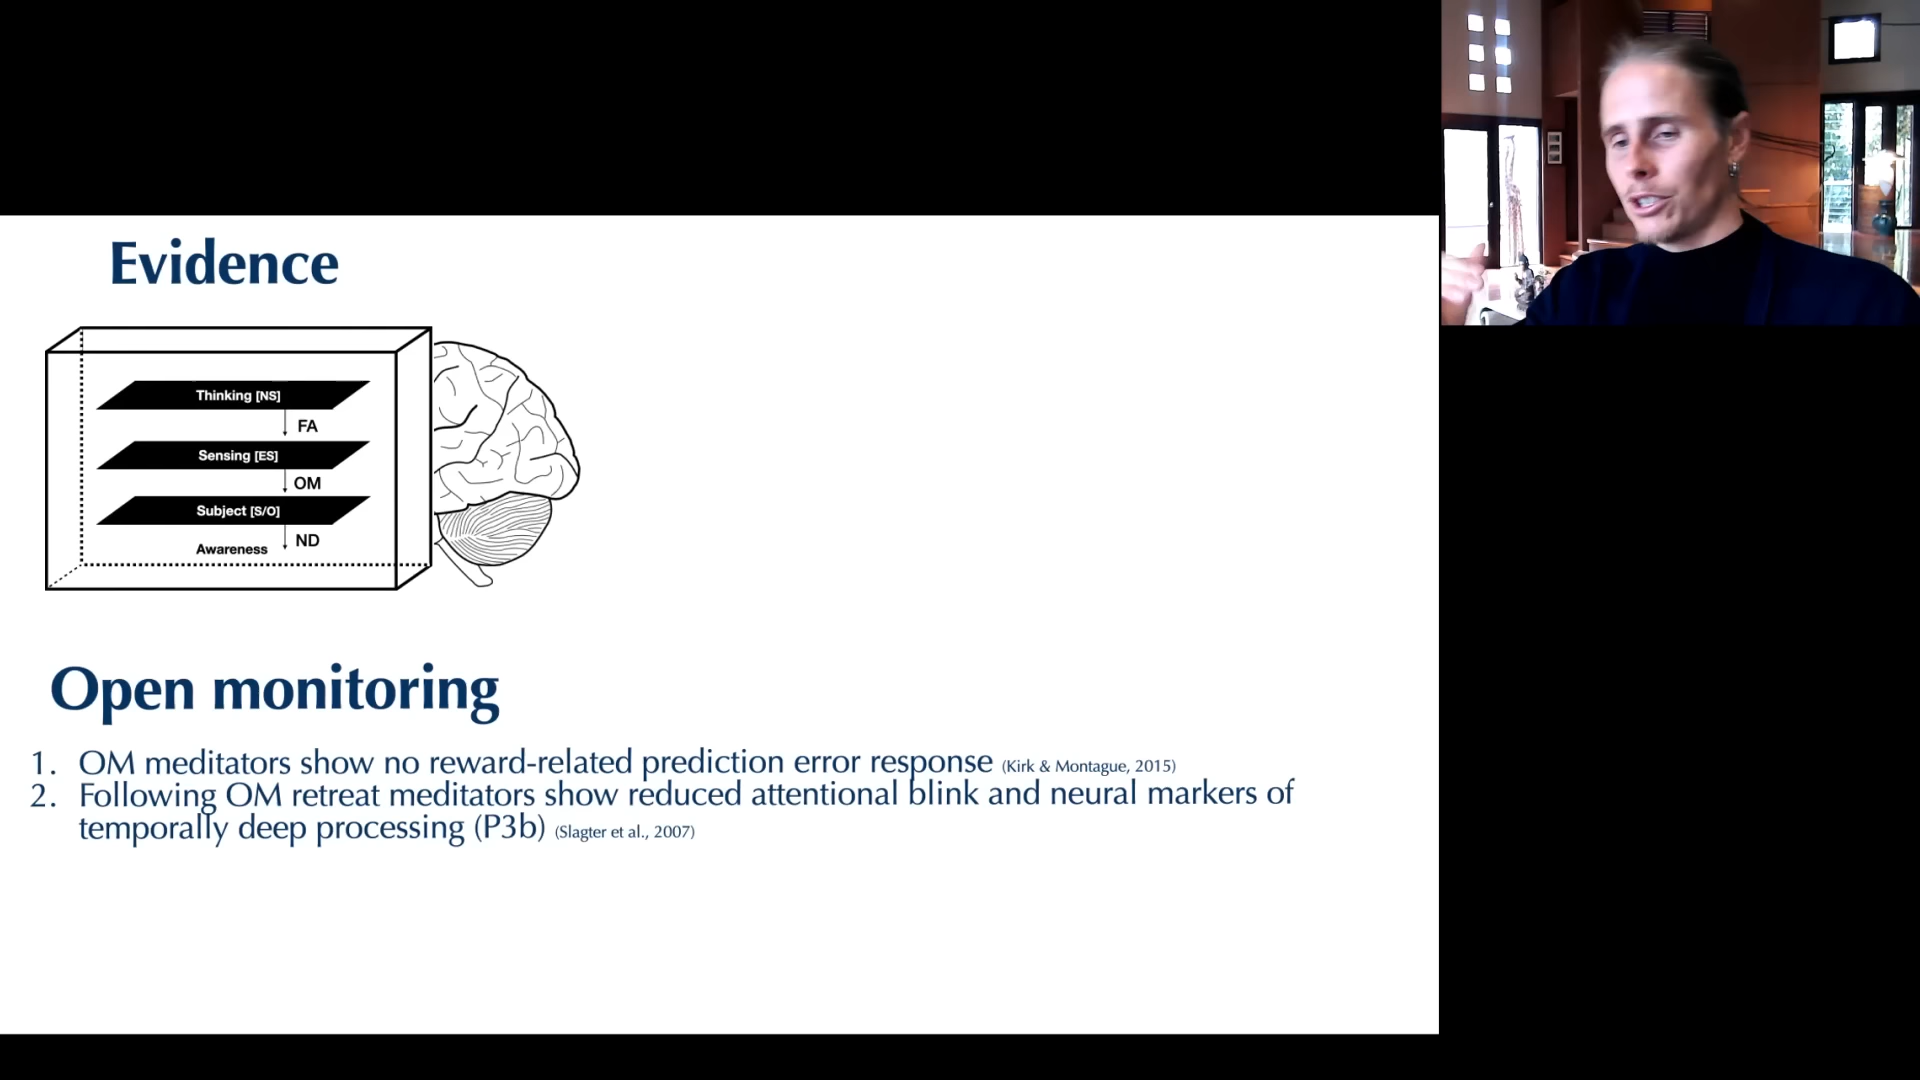 Evidence
Thinking [NS]
FA
Sensing [ES]
OM
Subject [S/O]
ND
Awareness
Open monitoring
1. OM meditators show no reward-related prediction error response (Kirk & Montague, 2015)
2. Following OM retreat meditators show reduced attentional blink and neural markers of
temporally deep processing (P3b) (Slagter et al., 2007)